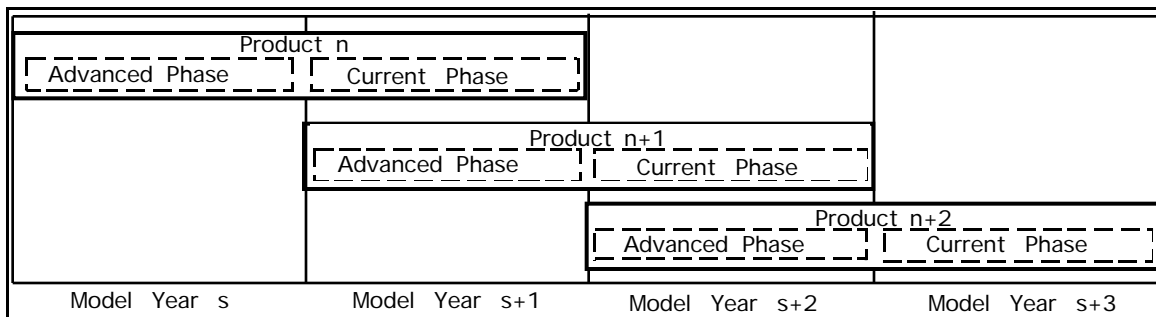 Product n
Advanced Phase Current Phase
Product n+1
Advanced Phase Current Phase
Product n+2
Advanced Phase Current Phase
Model Year s Model Year s+1 Model Year s+2 Model Year s+3